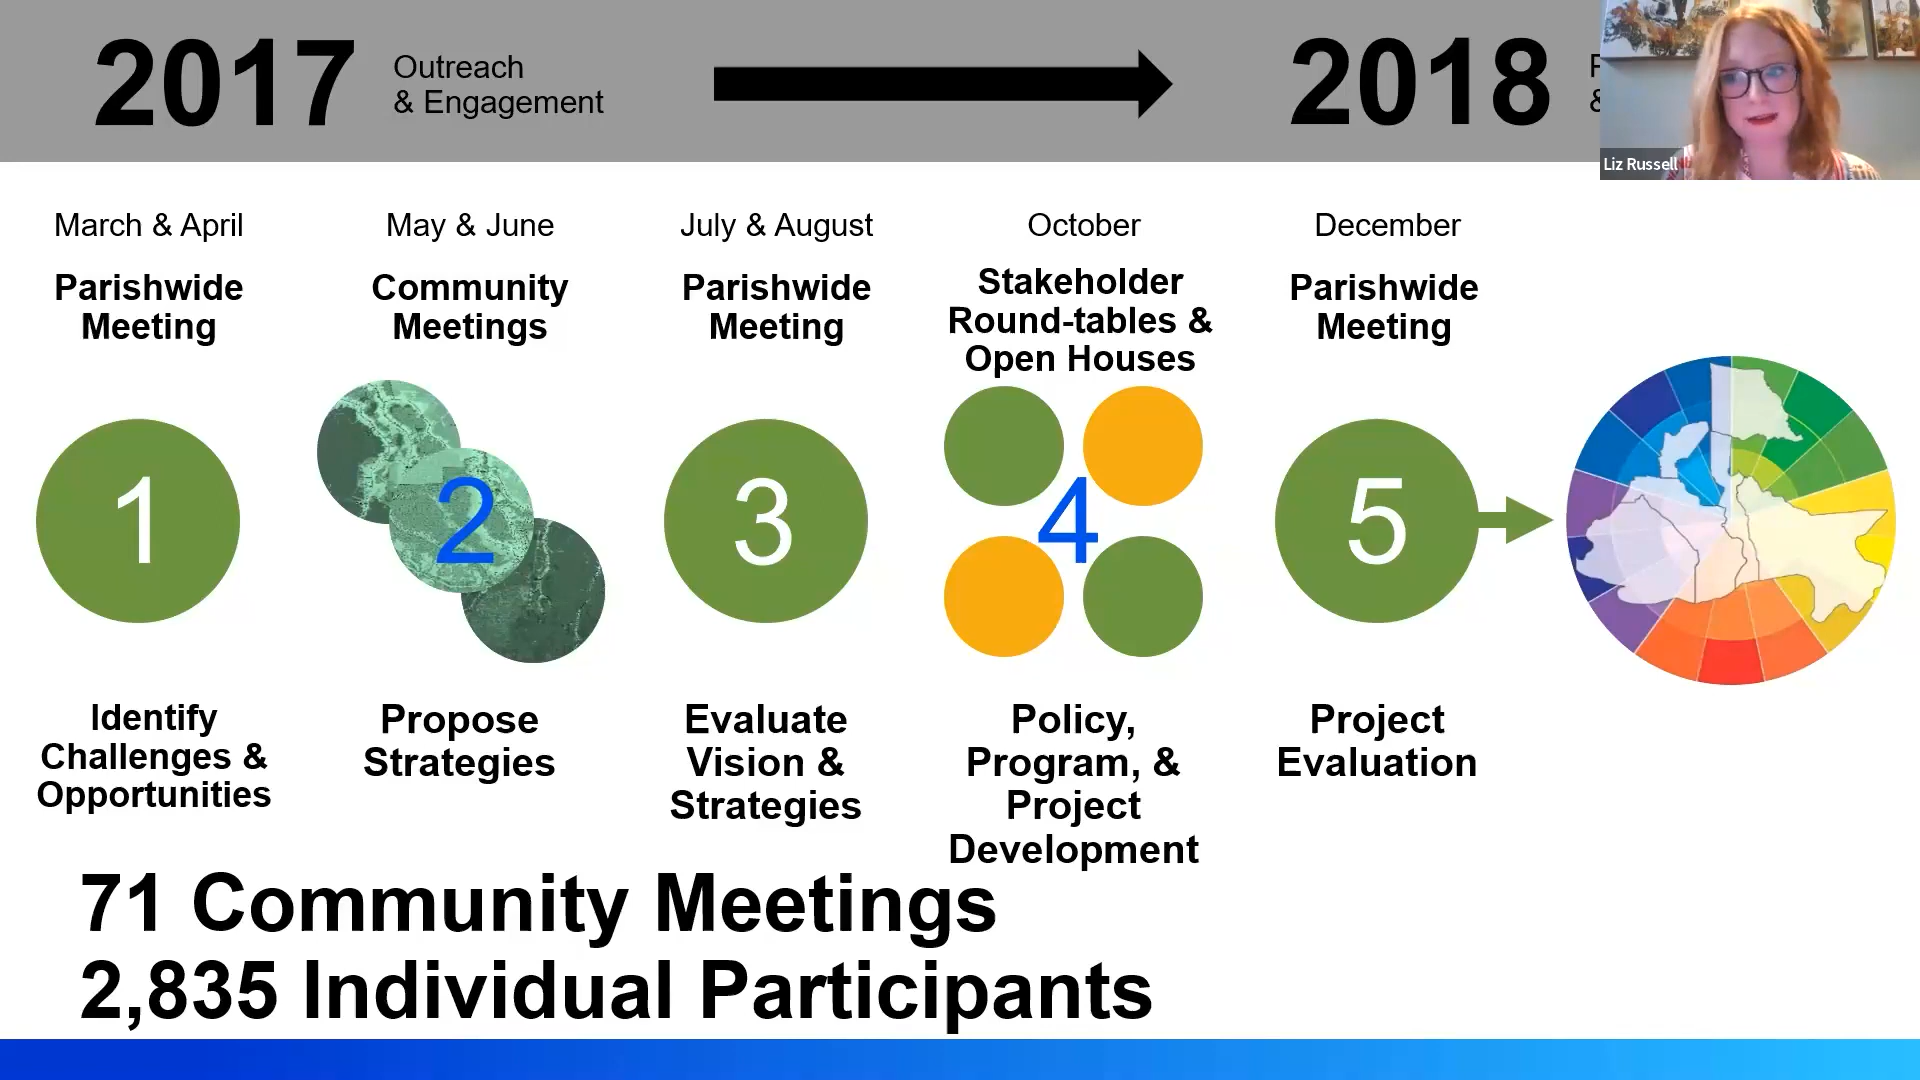 2017
Outreach
& Engagement
2018
&
Liz Russell
March & April
Parishwide
Meeting
1
Identify
Challenges &
Opportunities
May & June
Community
Meetings
2
Propose
Strategies
July & August
Parishwide
Meeting
3
Evaluate
Vision &
Strategies
October
Stakeholder
Round-tables &
Open Houses
4
Policy,
Program, &
Project
Development
December
Parishwide
Meeting
5
Project
Evaluation
71 Community Meetings
2,835 Individual Participants